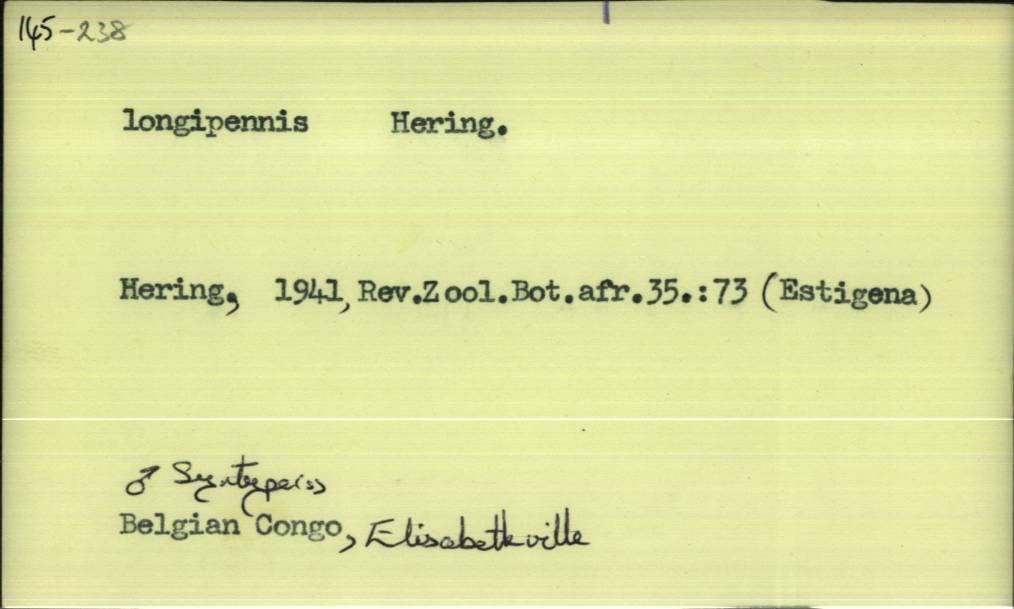 145-238
longipennis Hering.
Hering, 1941, Rev.Zool.Bot.afr.35.:73 (Estigena)
♂ Syntypes
Belgian Congo, Elisabethville